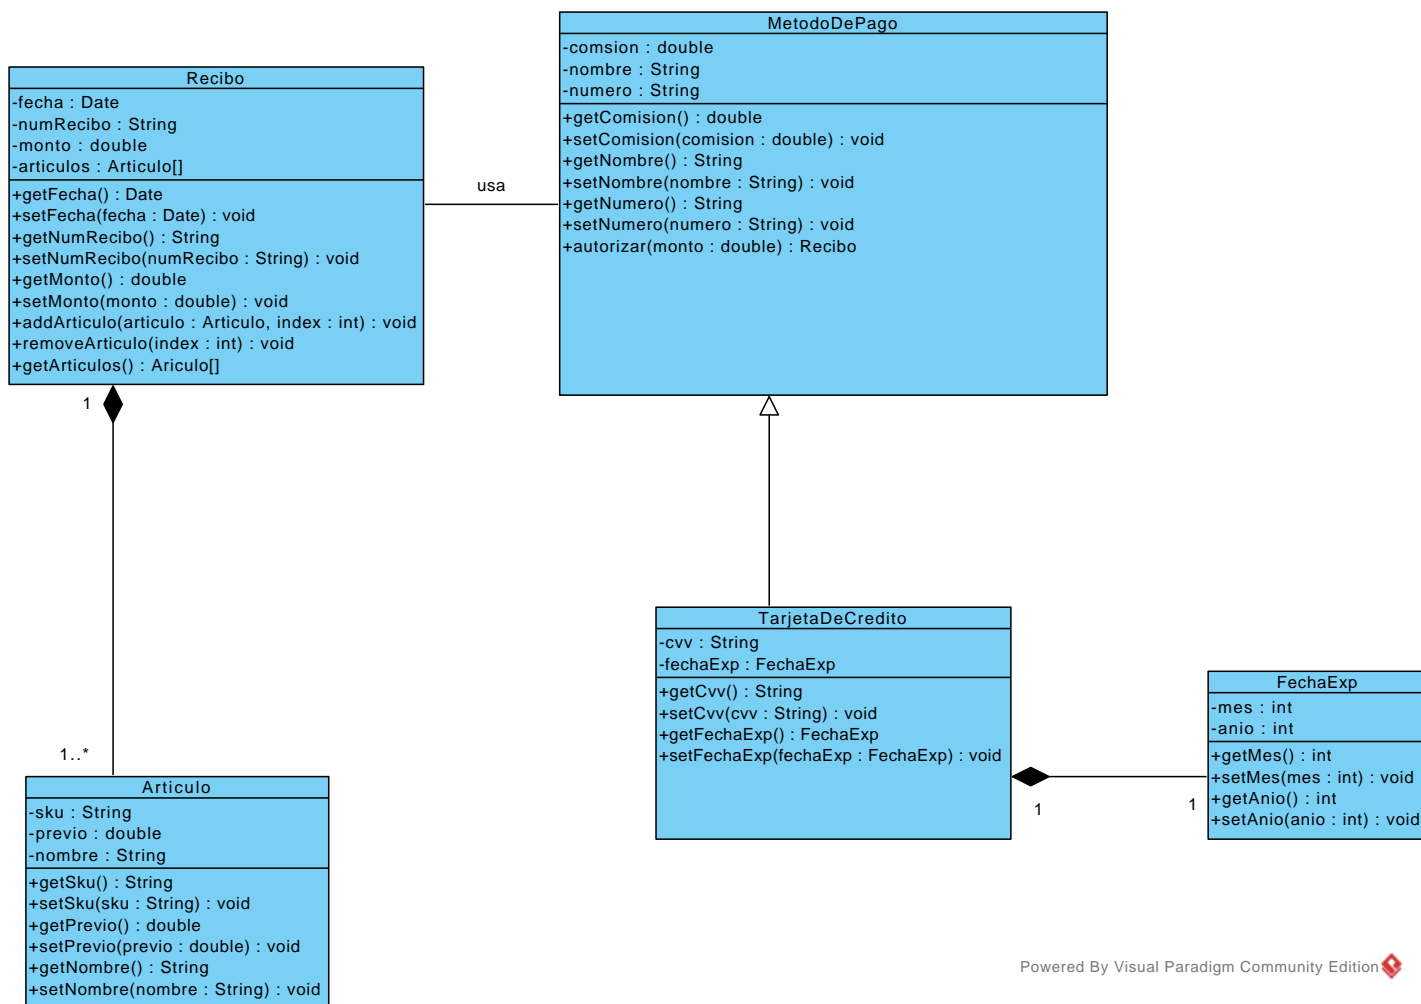 MetodoDePago
-comsion : double
-nombre : String
-numero : String
+getComision() : double
+setComision(comision : double) : void
+getNombre() : String
+setNombre(nombre : String) : void
+getNumero() : String
+setNumero(numero : String) : void
+autorizar(monto : double) : Recibo
Recibo
-fecha : Date
-numRecibo : String
-monto : double
-articulos : Articulo[]
+getFecha() : Date
+setFecha(fecha : Date) : void
+getNumRecibo() : String
+setNumRecibo(numRecibo : String) : void
+getMonto() : double
+setMonto(monto : double) : void
+addArticulo(articulo : Articulo, index : int) : void
+removeArticulo(index : int) : void
+getArticulos() : Ariculo[]
usa
1
1..*
Articulo
-sku : String
-previo : double
-nombre : String
+getSku() : String
+setSku(sku : String) : void
+getPrevio() : double
+setPrevio(previo : double) : void
+getNombre() : String
+setNombre(nombre : String) : void
TarjetaDeCredito
-cvv : String
-fechaExp : FechaExp
+getCvv() : String
+setCvv(cvv : String) : void
+getFechaExp() : FechaExp
+setFechaExp(fechaExp : FechaExp) : void
1
1
FechaExp
-mes : int
-anio : int
+getMes() : int
+setMes(mes : int) : void
+getAnio() : int
+setAnio(anio : int) : void
Powered By Visual Paradigm Community Edition